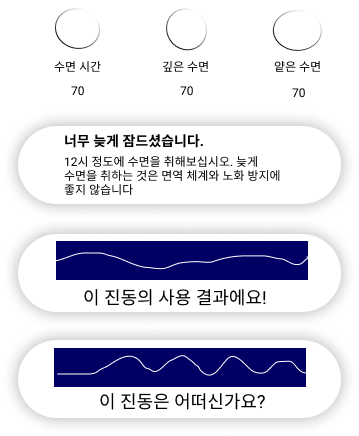 수면 시간 깊은 수면 얕은 수면
70 70 70
너무 늦게 잠드셨습니다.
12시 정도에 수면을 취해보십시오. 늦게
수면을 취하는 것은 면역 체계와 노화 방지에
좋지 않습니다
이 진동의 사용 결과에요!
이 진동은 어떠신가요?